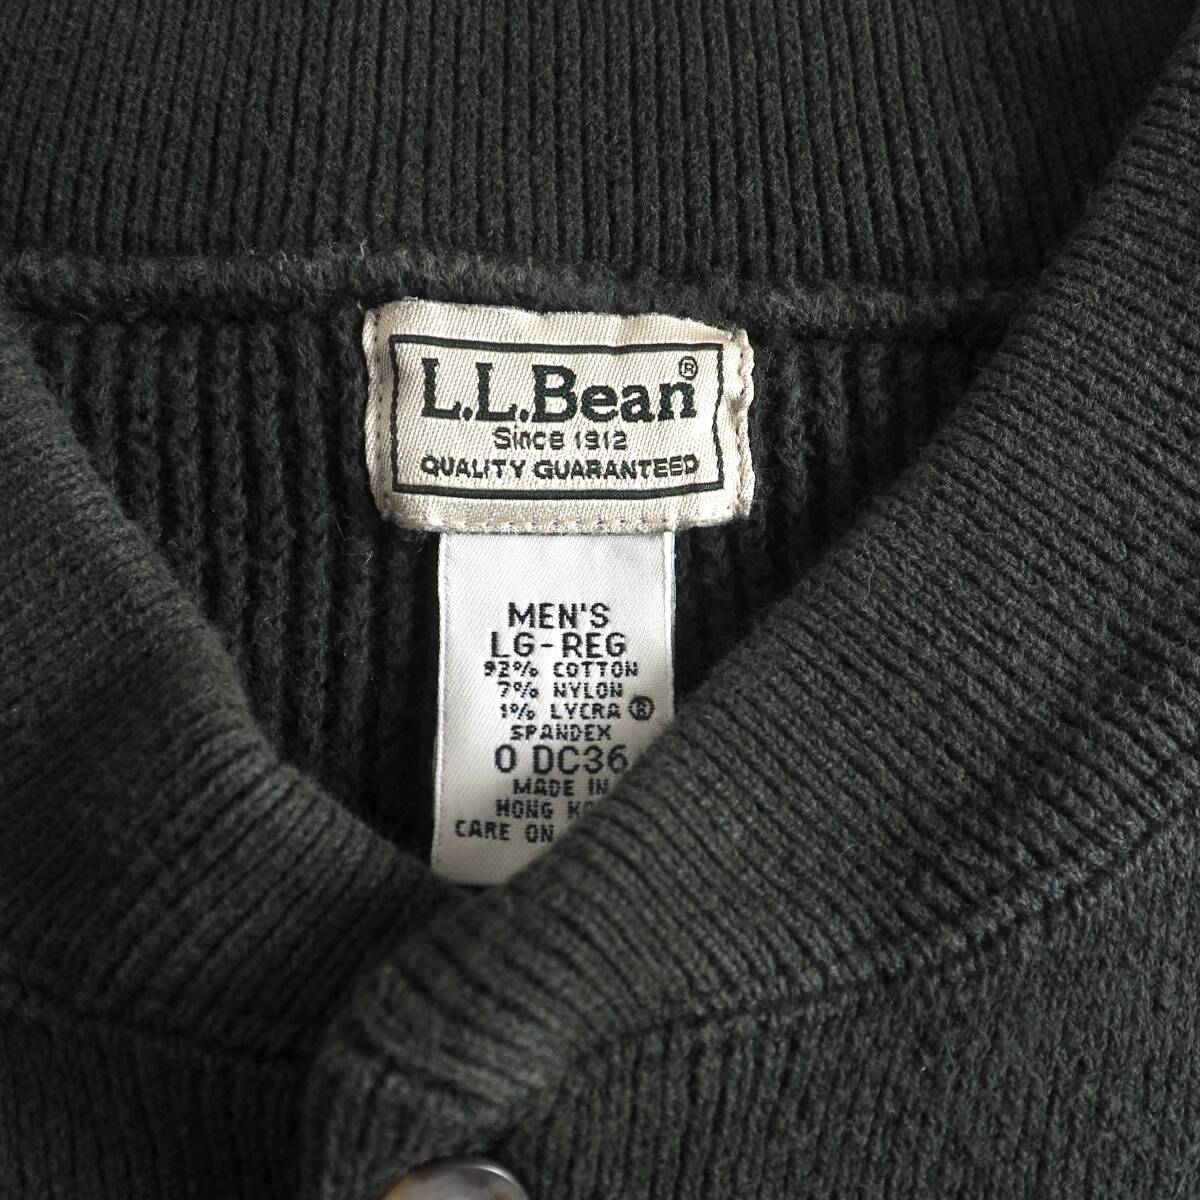 L.L.Bean®
Since 1912
QUALITY GUARANTEED
MEN'S
LG-REG
92% COTTON
7% NYLON
1% LYCRA®
SPANDEX
0 DC36
MADE IN
HONG
CARE ON